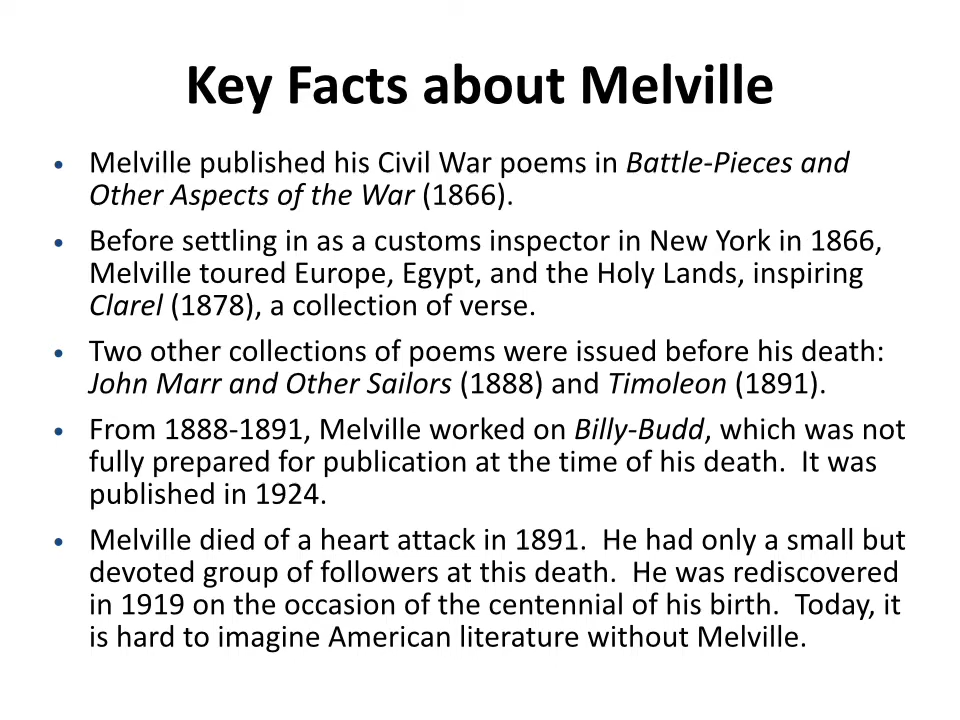 Key Facts about Melville
• Melville published his Civil War poems in Battle-Pieces and
Other Aspects of the War (1866).
• Before settling in as a customs inspector in New York in 1866,
Melville toured Europe, Egypt, and the Holy Lands, inspiring
Clarel (1878), a collection of verse.
• Two other collections of poems were issued before his death:
John Marr and Other Sailors (1888) and Timoleon (1891).
• From 1888-1891, Melville worked on Billy-Budd, which was not
fully prepared for publication at the time of his death.  It was
published in 1924.
• Melville died of a heart attack in 1891.  He had only a small but
devoted group of followers at this death.  He was rediscovered
in 1919 on the occasion of the centennial of his birth.  Today, it
is hard to imagine American literature without Melville.